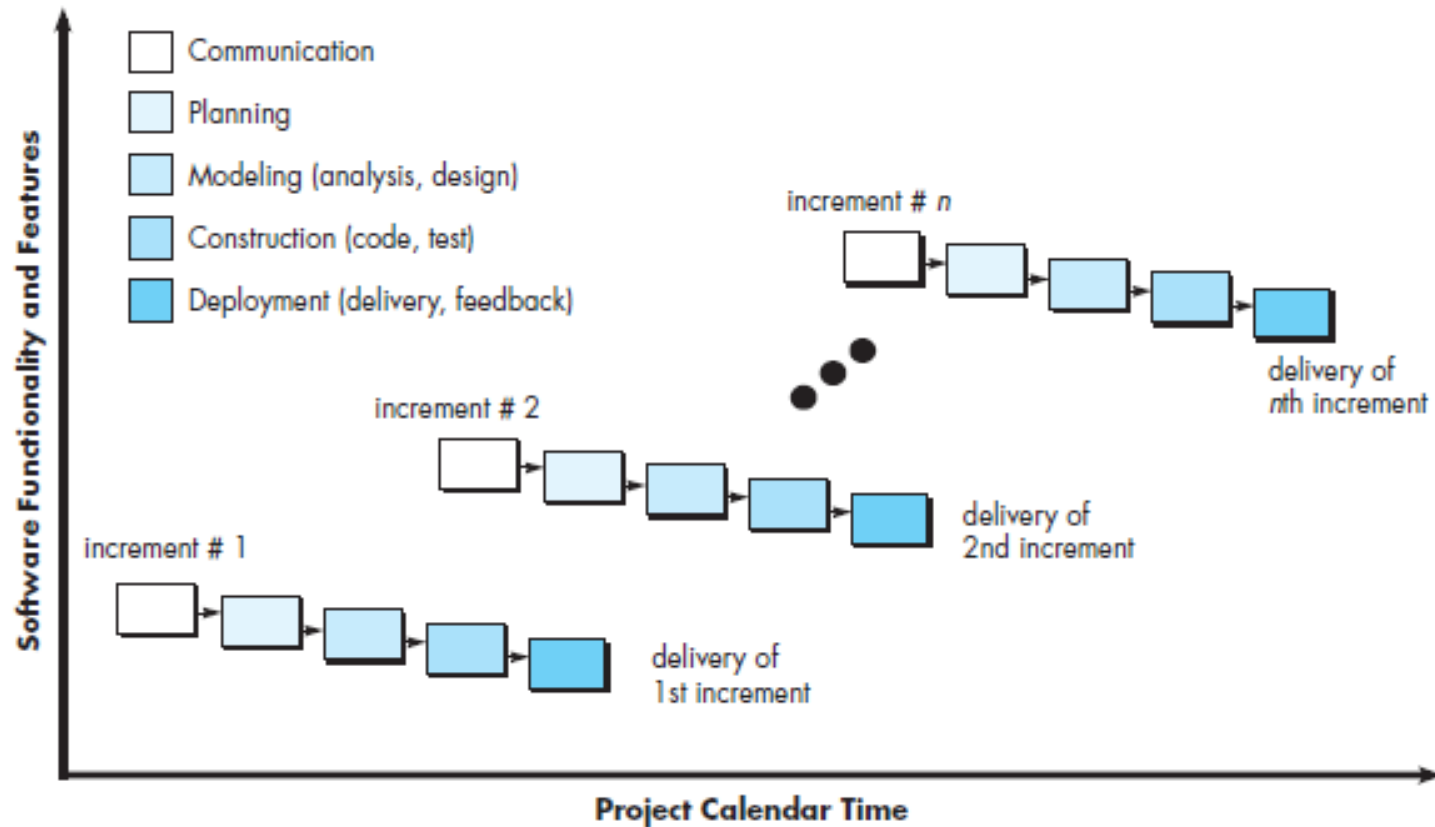 Communication
Planning
Modeling (analysis, design)
Construction (code, test)
Deployment (delivery, feedback)
increment # n
delivery of
nth increment
increment # 2
delivery of
2nd increment
increment # 1
delivery of
1st increment
Software Functionality and Features
Project Calendar Time